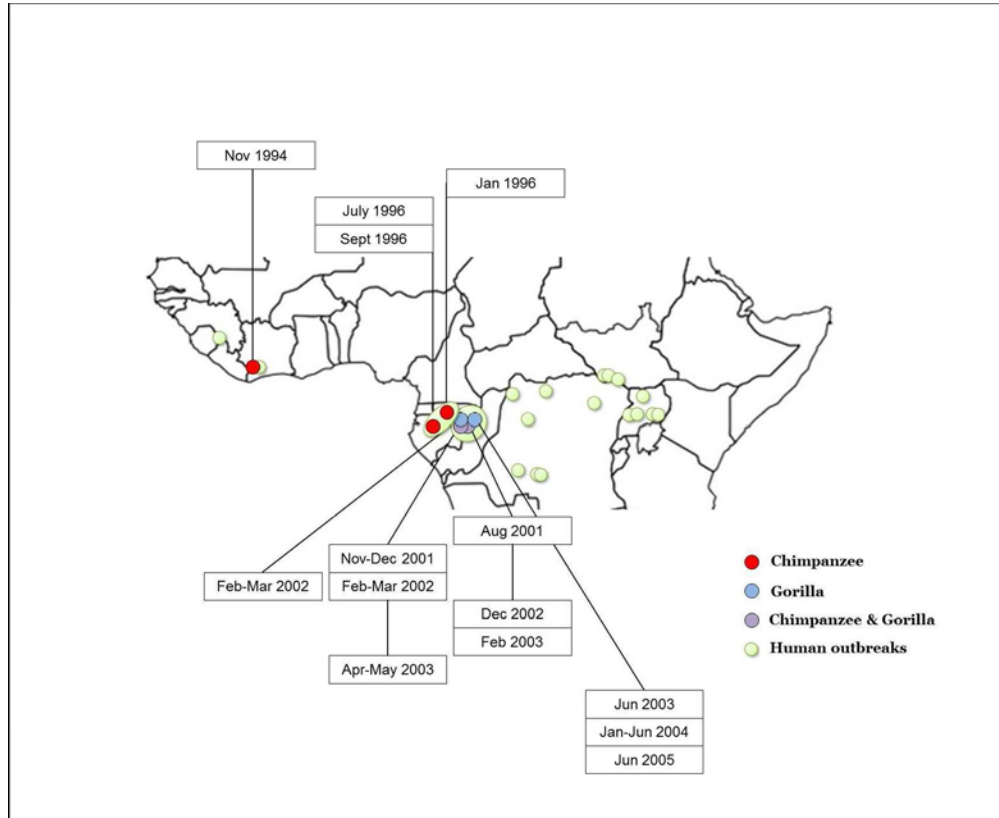 Nov 1994
Jan 1996
July 1996
Sept 1996
Aug 2001
Nov-Dec 2001
Feb-Mar 2002
Feb-Mar 2002
Dec 2002
Feb 2003
Apr-May 2003
Jun 2003
Jan-Jun 2004
Jun 2005
Chimpanzee
Gorilla
Chimpanzee & Gorilla
Human outbreaks